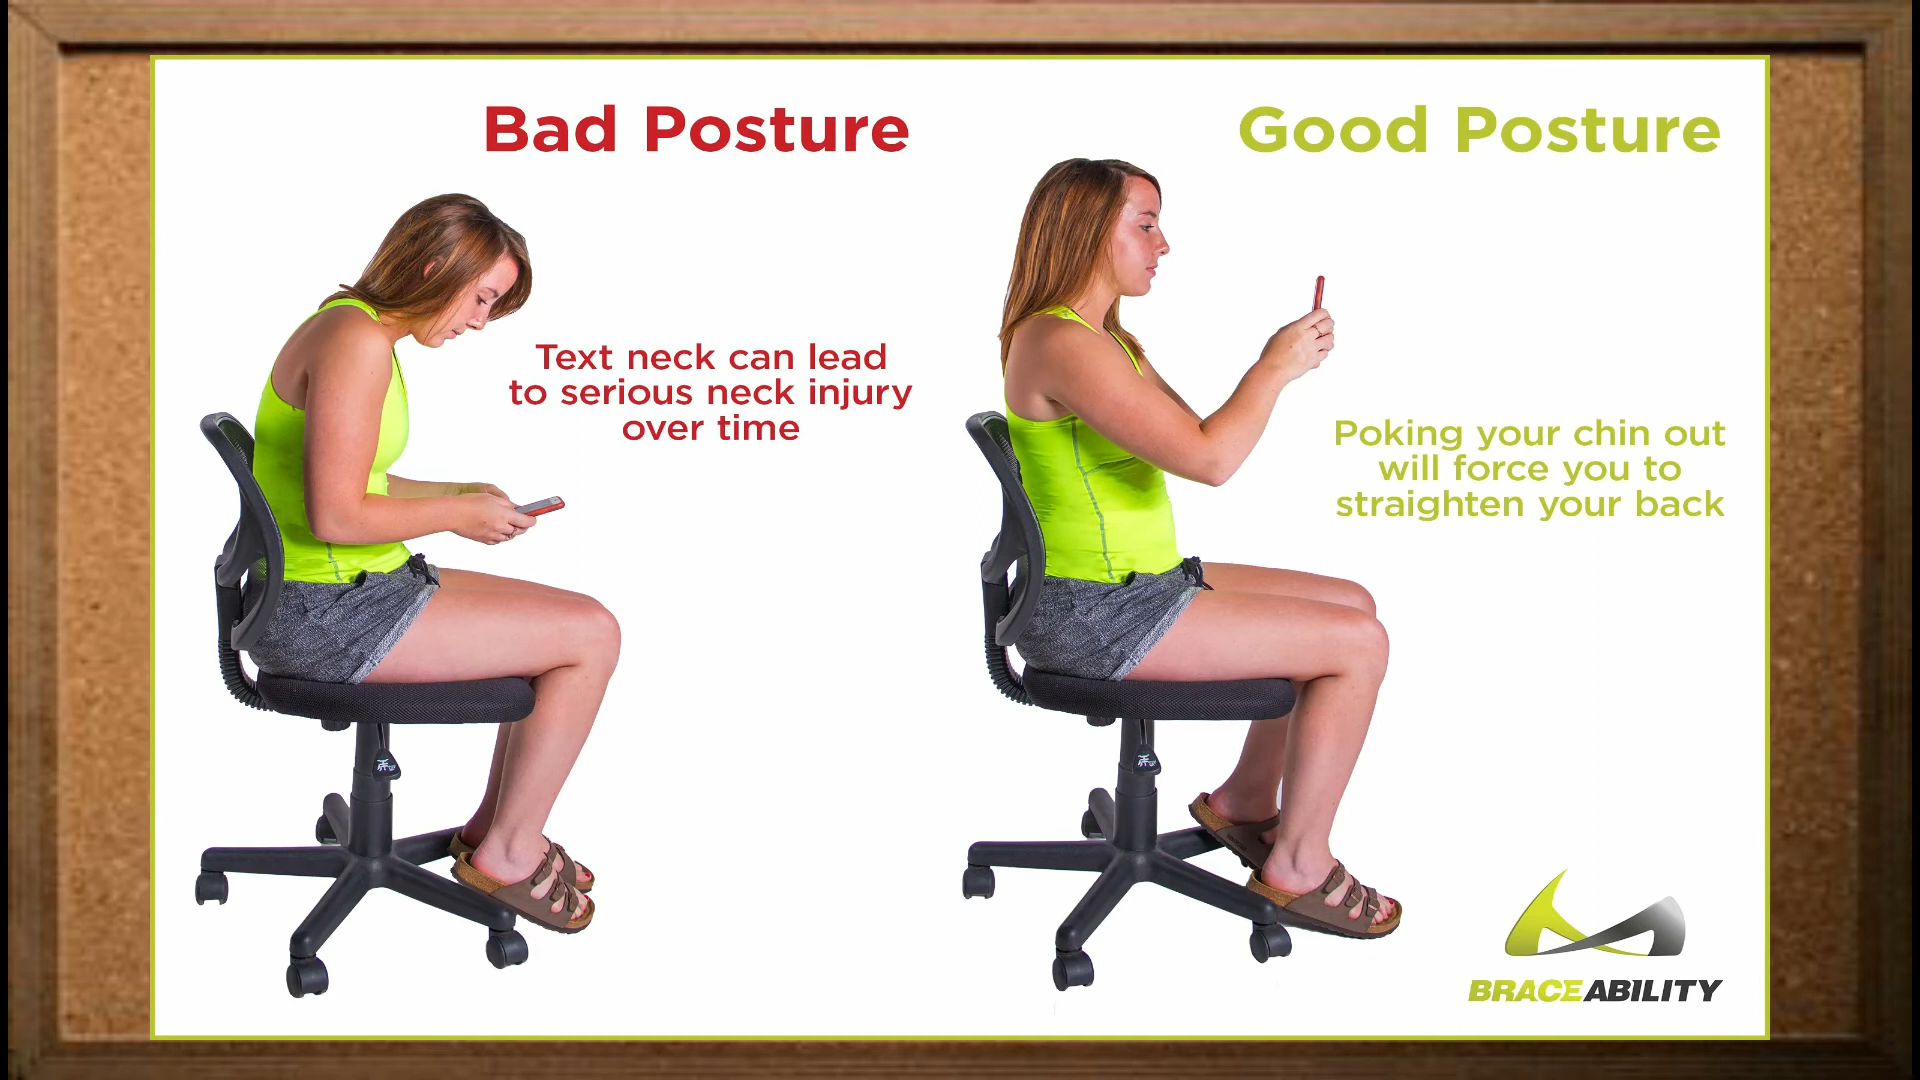 Bad Posture
Text neck can lead
to serious neck injury
over time
Good Posture
Poking your chin out
will force you to
straighten your back
BRACEABILITY